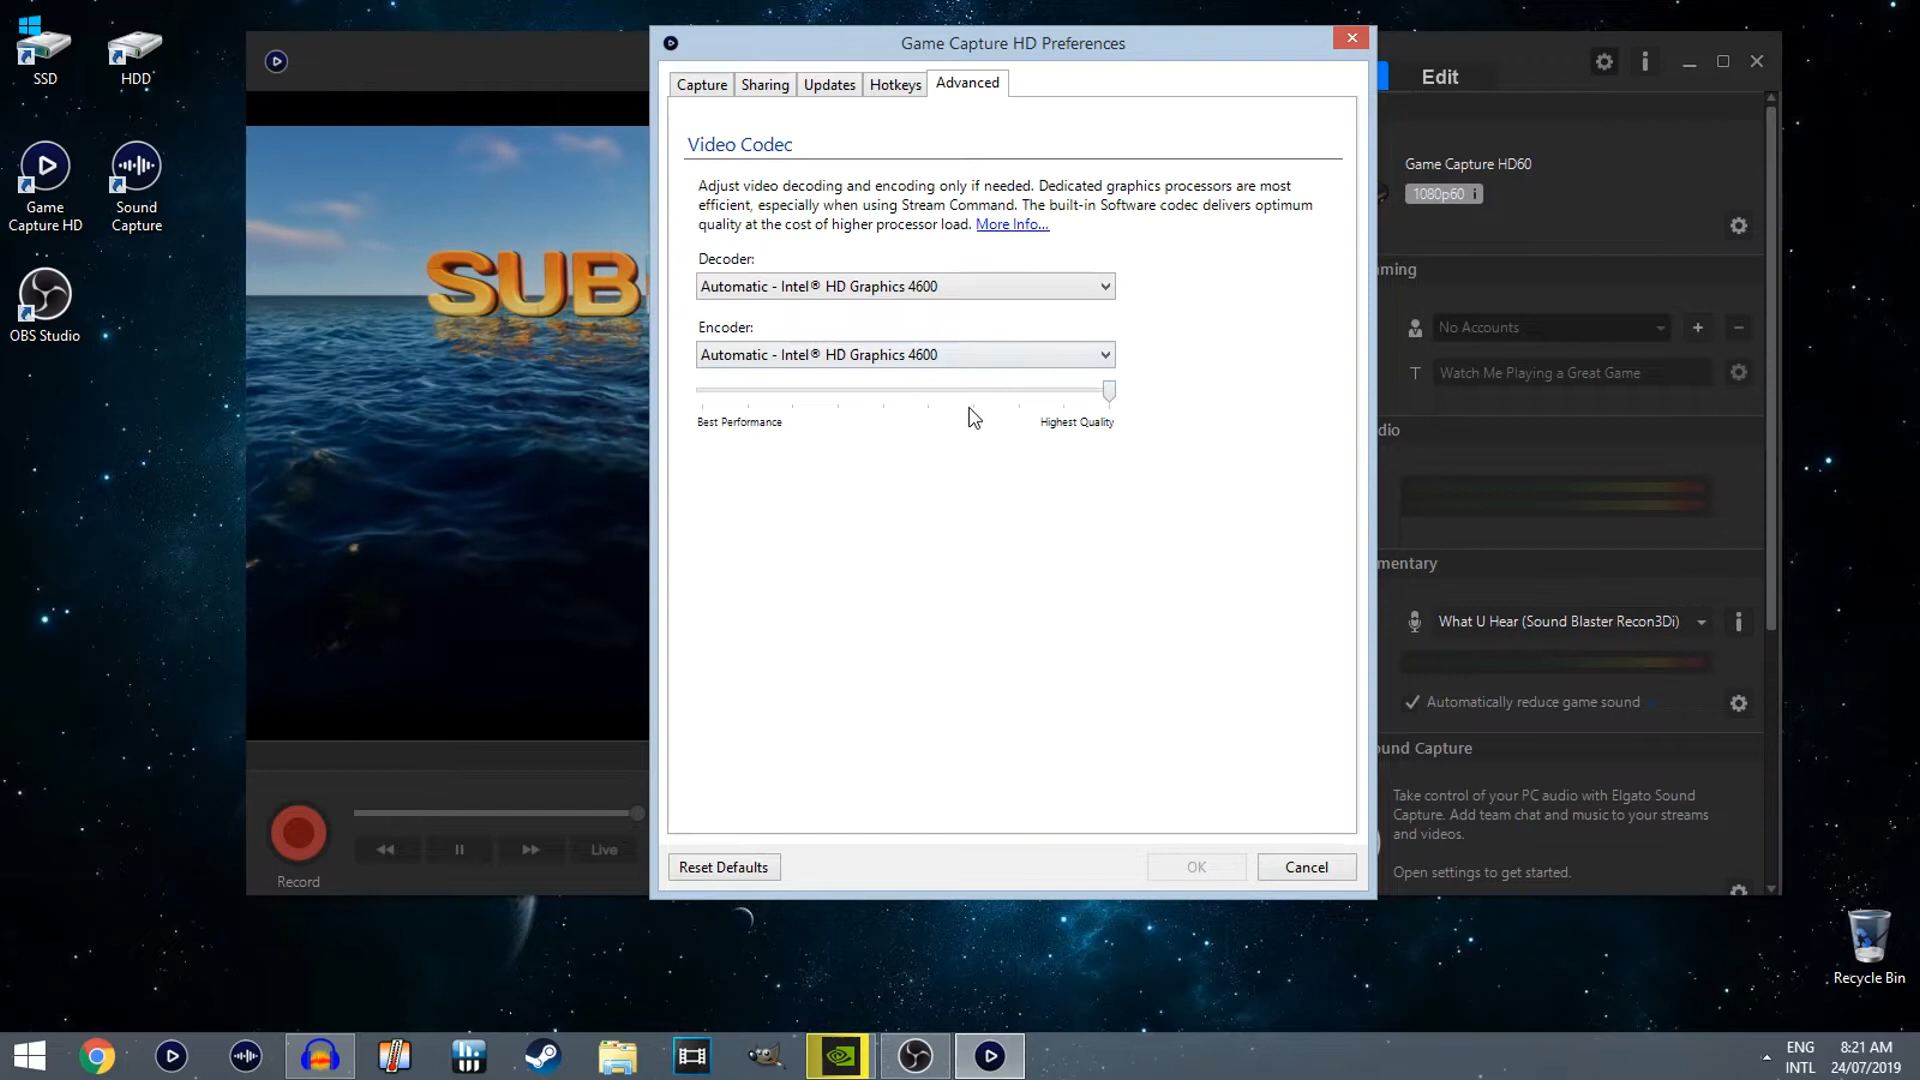 SSD
HDD
Game
Capture HD
Sound
Capture
OBS Studio
SUB
Record
Live
Game Capture HD Preferences
Capture
Sharing
Updates
Hotkeys
Advanced
Video Codec
Adjust video decoding and encoding only if needed. Dedicated graphics processors are most
efficient, especially when using Stream Command. The built-in Software codec delivers optimum
quality at the cost of higher processor load. More Info...
Decoder:
Automatic - Intel® HD Graphics 4600
Encoder:
Automatic - Intel® HD Graphics 4600
Best Performance
Highest Quality
Reset Defaults
OK
Cancel
Edit
Game Capture HD60
1080p60 i
ming
No Accounts
T
Watch Me Playing a Great Game
dio
mentary
What U Hear (Sound Blaster Recon3Di)
Automatically reduce game sound
und Capture
Take control of your PC audio with Elgato Sound
Capture. Add team chat and music to your streams
and videos.
Open settings to get started.
Recycle Bin
ENG
INTL
8:21 AM
24/07/2019